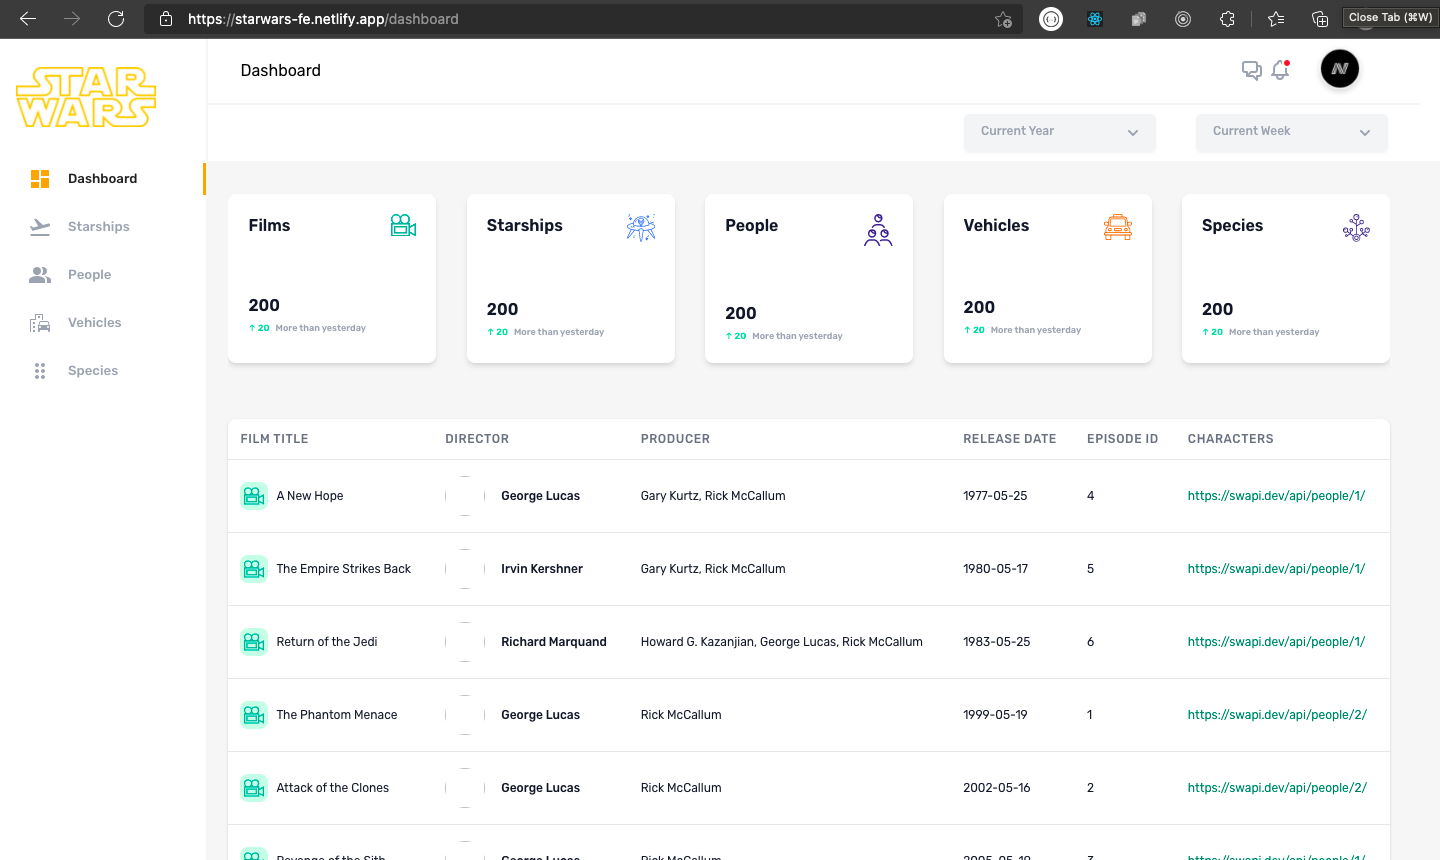 https://starwars-fe.netlify.app/dashboard
Close Tab (⌘W)
STAR
WARS
Dashboard
Current Year
Current Week
Dashboard
Starships
People
Vehicles
Species
Films
200
↑ 20 More than yesterday
Starships
200
↑ 20 More than yesterday
People
200
↑ 20 More than yesterday
Vehicles
200
↑ 20 More than yesterday
Species
200
↑ 20 More than yesterday
FILM TITLE DIRECTOR PRODUCER RELEASE DATE EPISODE ID CHARACTERS
A New Hope George Lucas Gary Kurtz, Rick McCallum 1977-05-25 4 https://swapi.dev/api/people/1/
The Empire Strikes Back Irvin Kershner Gary Kurtz, Rick McCallum 1980-05-17 5 https://swapi.dev/api/people/1/
Return of the Jedi Richard Marquand Howard G. Kazanjian, George Lucas, Rick McCallum 1983-05-25 6 https://swapi.dev/api/people/1/
The Phantom Menace George Lucas Rick McCallum 1999-05-19 1 https://swapi.dev/api/people/2/
Attack of the Clones George Lucas Rick McCallum 2002-05-16 2 https://swapi.dev/api/people/2/
Revenge of the Sith George Lucas Rick McCallum 2005-05-19 3 https://swapi.dev/api/people/1/